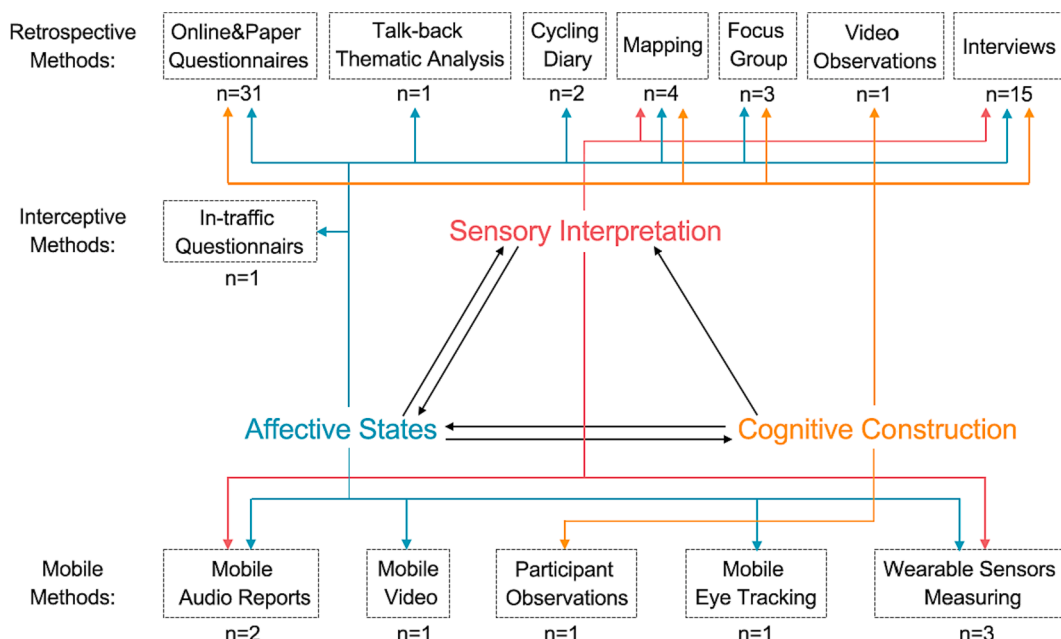 Retrospective Methods:
Online&Paper Questionnaires
n=31
Talk-back Thematic Analysis
n=1
Cycling Diary
n=2
Mapping
n=4
Focus Group
n=3
Video Observations
n=1
Interviews
n=15
Interceptive Methods:
In-traffic Questionnairs
n=1
Sensory Interpretation
Affective States
Cognitive Construction
Mobile Methods:
Mobile Audio Reports
n=2
Mobile Video
n=1
Participant Observations
n=1
Mobile Eye Tracking
n=1
Wearable Sensors Measuring
n=3